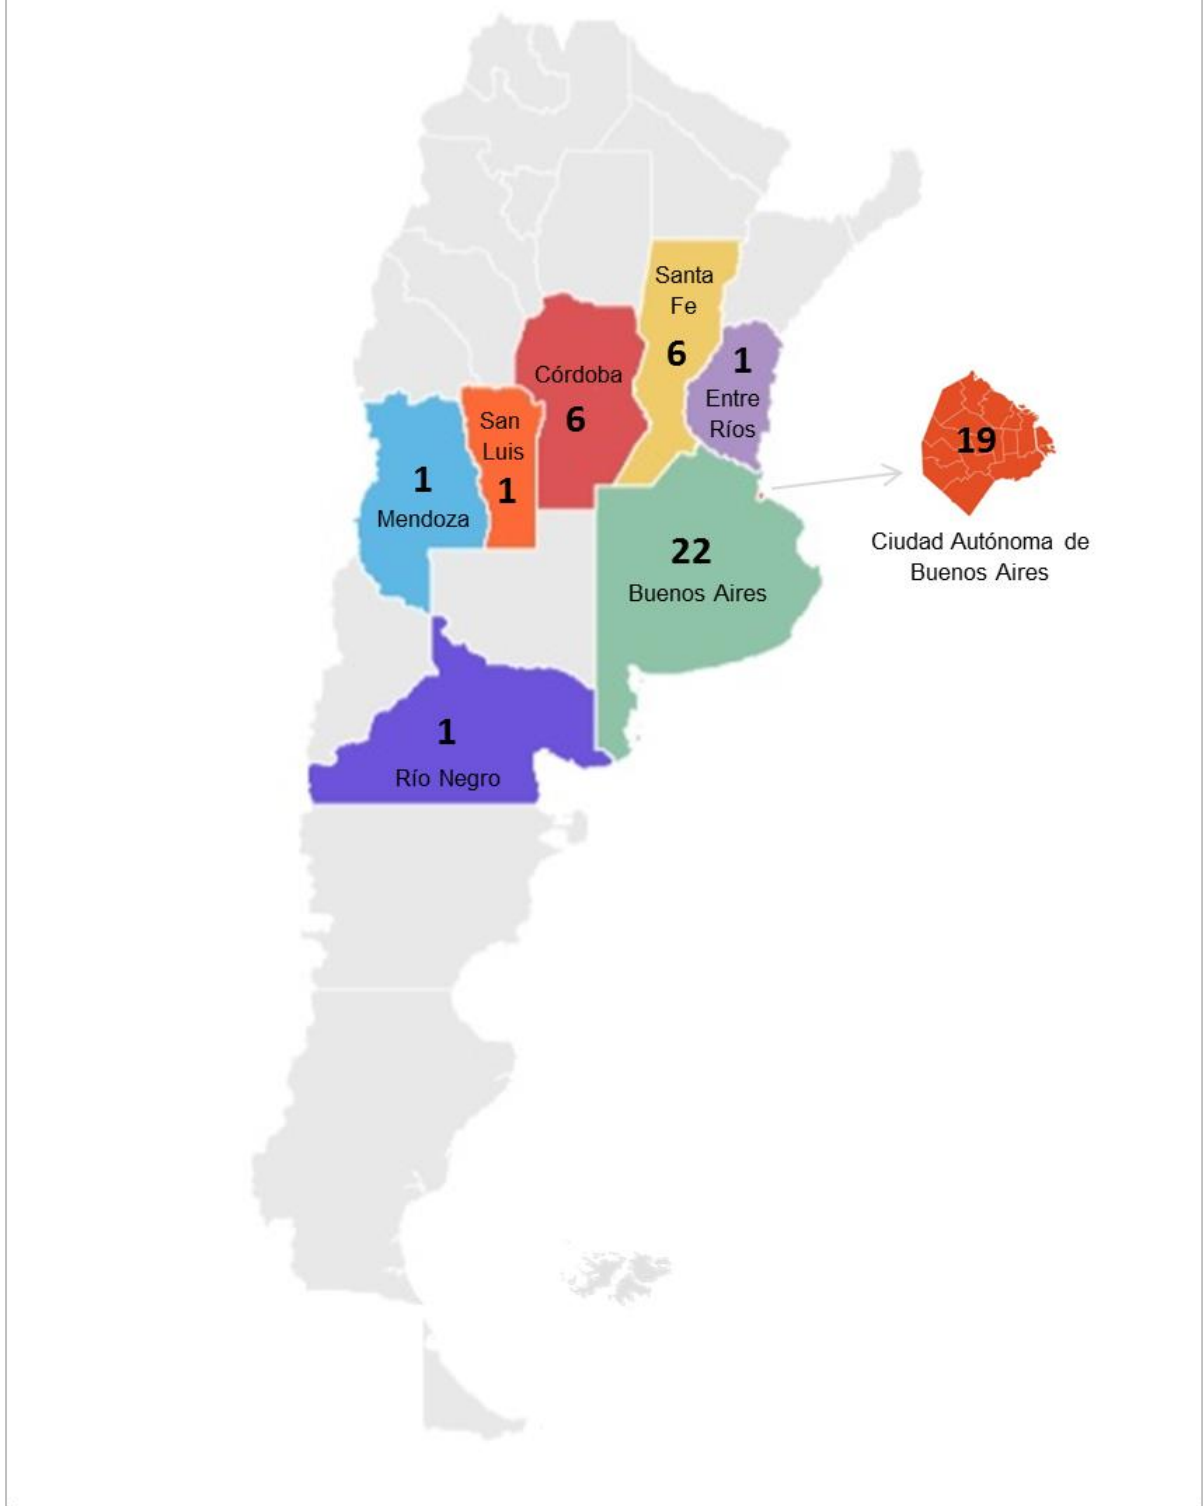 Santa
Fe
6
1
Entre
Ríos
Córdoba
6
San
Luis
1
1
Mendoza
19
Ciudad Autónoma de
Buenos Aires
22
Buenos Aires
1
Río Negro